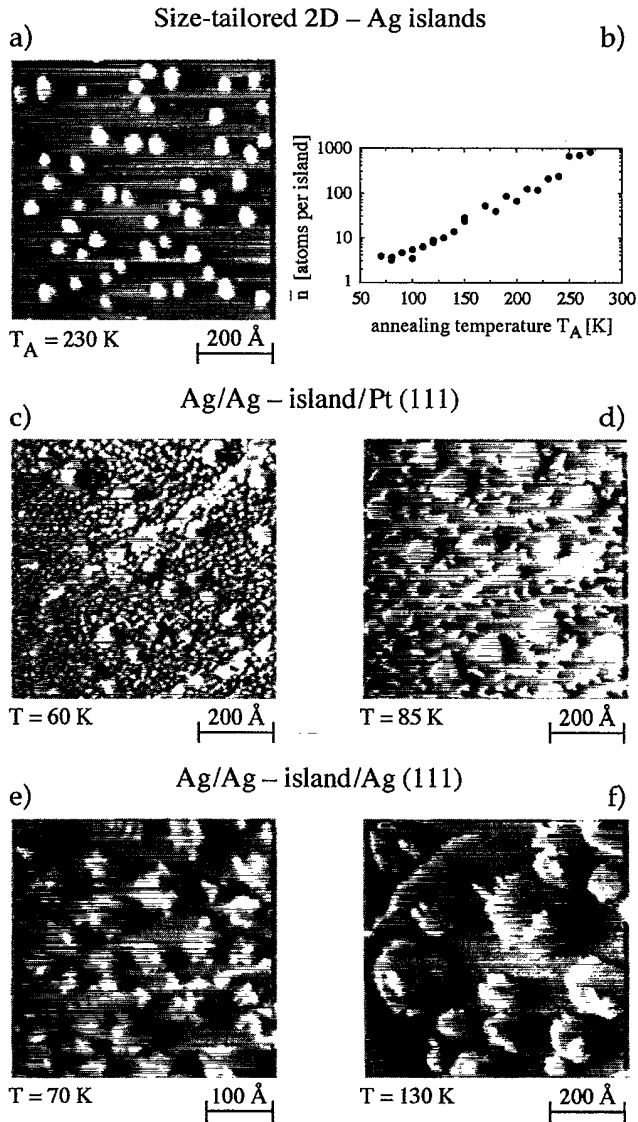 Size-tailored 2D – Ag islands
a)
b)
1000
100
10
1
n̄ [atoms per island]
50 100 150 200 250 300
annealing temperature T_A [K]
T_A = 230 K
200 Å
Ag/Ag – island/Pt (111)
c)
d)
T = 60 K
200 Å
T = 85 K
200 Å
Ag/Ag – island/Ag (111)
e)
f)
T = 70 K
100 Å
T = 130 K
200 Å